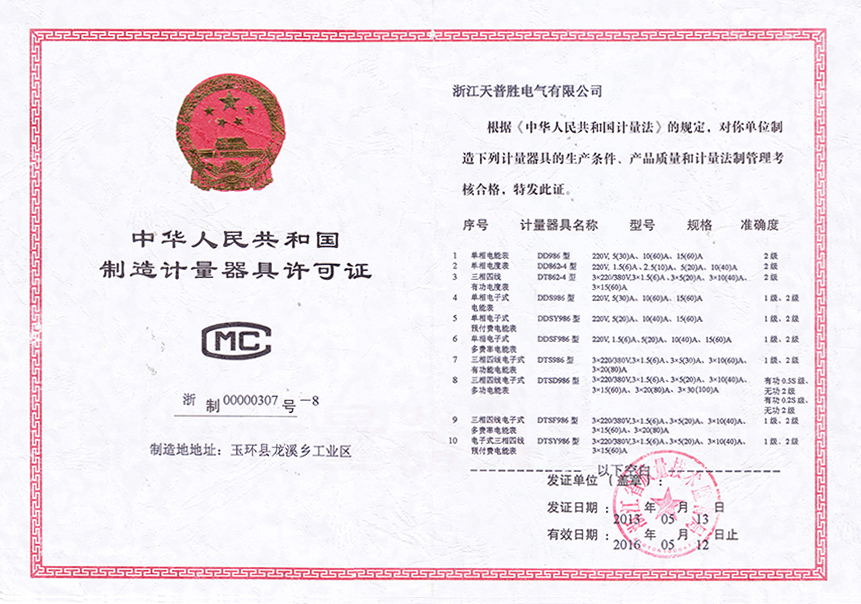 中华人民共和国
制造计量器具许可证
CMC
浙 制 00000307 号 -8
制造地地址：玉环县龙溪乡工业区
浙江天普胜电气有限公司
根据《中华人民共和国计量法》的规定，对你单位制
造下列计量器具的生产条件、产品质量和计量法制管理考
核合格，特发此证。
序号 计量器具名称 型号 规格 准确度
1 单相电能表 DD986 型 220V, 5(30)A、10(60)A、15(60)A 2 级
2 单相电度表 DD862-4 型 220V, 1.5(6)A、2.5(10)A、5(20)A、10(40)A 2 级
3 三相四线 DT862-4 型 3×220/380V,3×1.5(6)A、3×5(20)A、3×10(40)A、 2 级
有功电度表 3×15(60)A
4 单相电子式 DDS986 型 220V, 5(30)A、10(60)A、15(60)A 1 级、2 级
电能表
5 单相电子式 DDSY986 型 220V, 5(20)A、10(40)A、15(60)A 1 级、2 级
预付费电能表
6 单相电子式 DDSF986 型 220V, 1.5(6)A、5(20)A、10(40)A、15(60)A 1 级、2 级
多费率电能表
7 三相四线电子式 DTS986 型 3×220/380V,3×1.5(6)A、3×5(30)A、3×10(60)A、 1 级、2 级
有功能电能表 3×20(80)A
8 三相四线电子式 DTSD986 型 3×220/380V,3×1.5(6)A、3×5(20)A、3×10(40)A、 有功 0.5S 级、
多功电能表 3×15(60)A、3×20(80)A、3×30(100)A 无功 2 级
有功 0.2S 级、
无功 2 级
9 三相四线电子式 DTSF986 型 3×220/380V,3×1.5(6)A、3×5(20)A、3×10(40)A、 1 级、2 级
多费率电能表 3×15(60)A、3×20(80)A
10 电子式三相四线 DTSY986 型 3×220/380V,3×1.5(6)A、3×5(20)A、3×10(40)A、 1 级、2 级
预付费电能表 3×15(60)A
以下空白
发证单位（盖章）：
发证日期：2013 年 05 月 13 日
有效日期：2016 年 05 月 12 日止